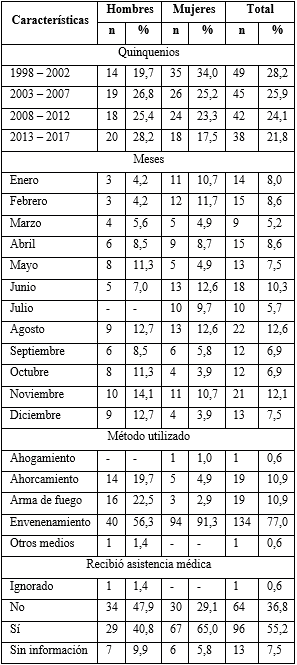 Características Hombres Mujeres Total
n % n % n %
Quinquenios
1998 – 2002 14 19,7 35 34,0 49 28,2
2003 – 2007 19 26,8 26 25,2 45 25,9
2008 – 2012 18 25,4 24 23,3 42 24,1
2013 – 2017 20 28,2 18 17,5 38 21,8
Meses
Enero 3 4,2 11 10,7 14 8,0
Febrero 3 4,2 12 11,7 15 8,6
Marzo 4 5,6 5 4,9 9 5,2
Abril 6 8,5 9 8,7 15 8,6
Mayo 8 11,3 5 4,9 13 7,5
Junio 5 7,0 13 12,6 18 10,3
Julio - - 10 9,7 10 5,7
Agosto 9 12,7 13 12,6 22 12,6
Septiembre 6 8,5 6 5,8 12 6,9
Octubre 8 11,3 4 3,9 12 6,9
Noviembre 10 14,1 11 10,7 21 12,1
Diciembre 9 12,7 4 3,9 13 7,5
Método utilizado
Ahogamiento - - 1 1,0 1 0,6
Ahorcamiento 14 19,7 5 4,9 19 10,9
Arma de fuego 16 22,5 3 2,9 19 10,9
Envenenamiento 40 56,3 94 91,3 134 77,0
Otros medios 1 1,4 - - 1 0,6
Recibió asistencia médica
Ignorado 1 1,4 - - 1 0,6
No 34 47,9 30 29,1 64 36,8
Sí 29 40,8 67 65,0 96 55,2
Sin información 7 9,9 6 5,8 13 7,5